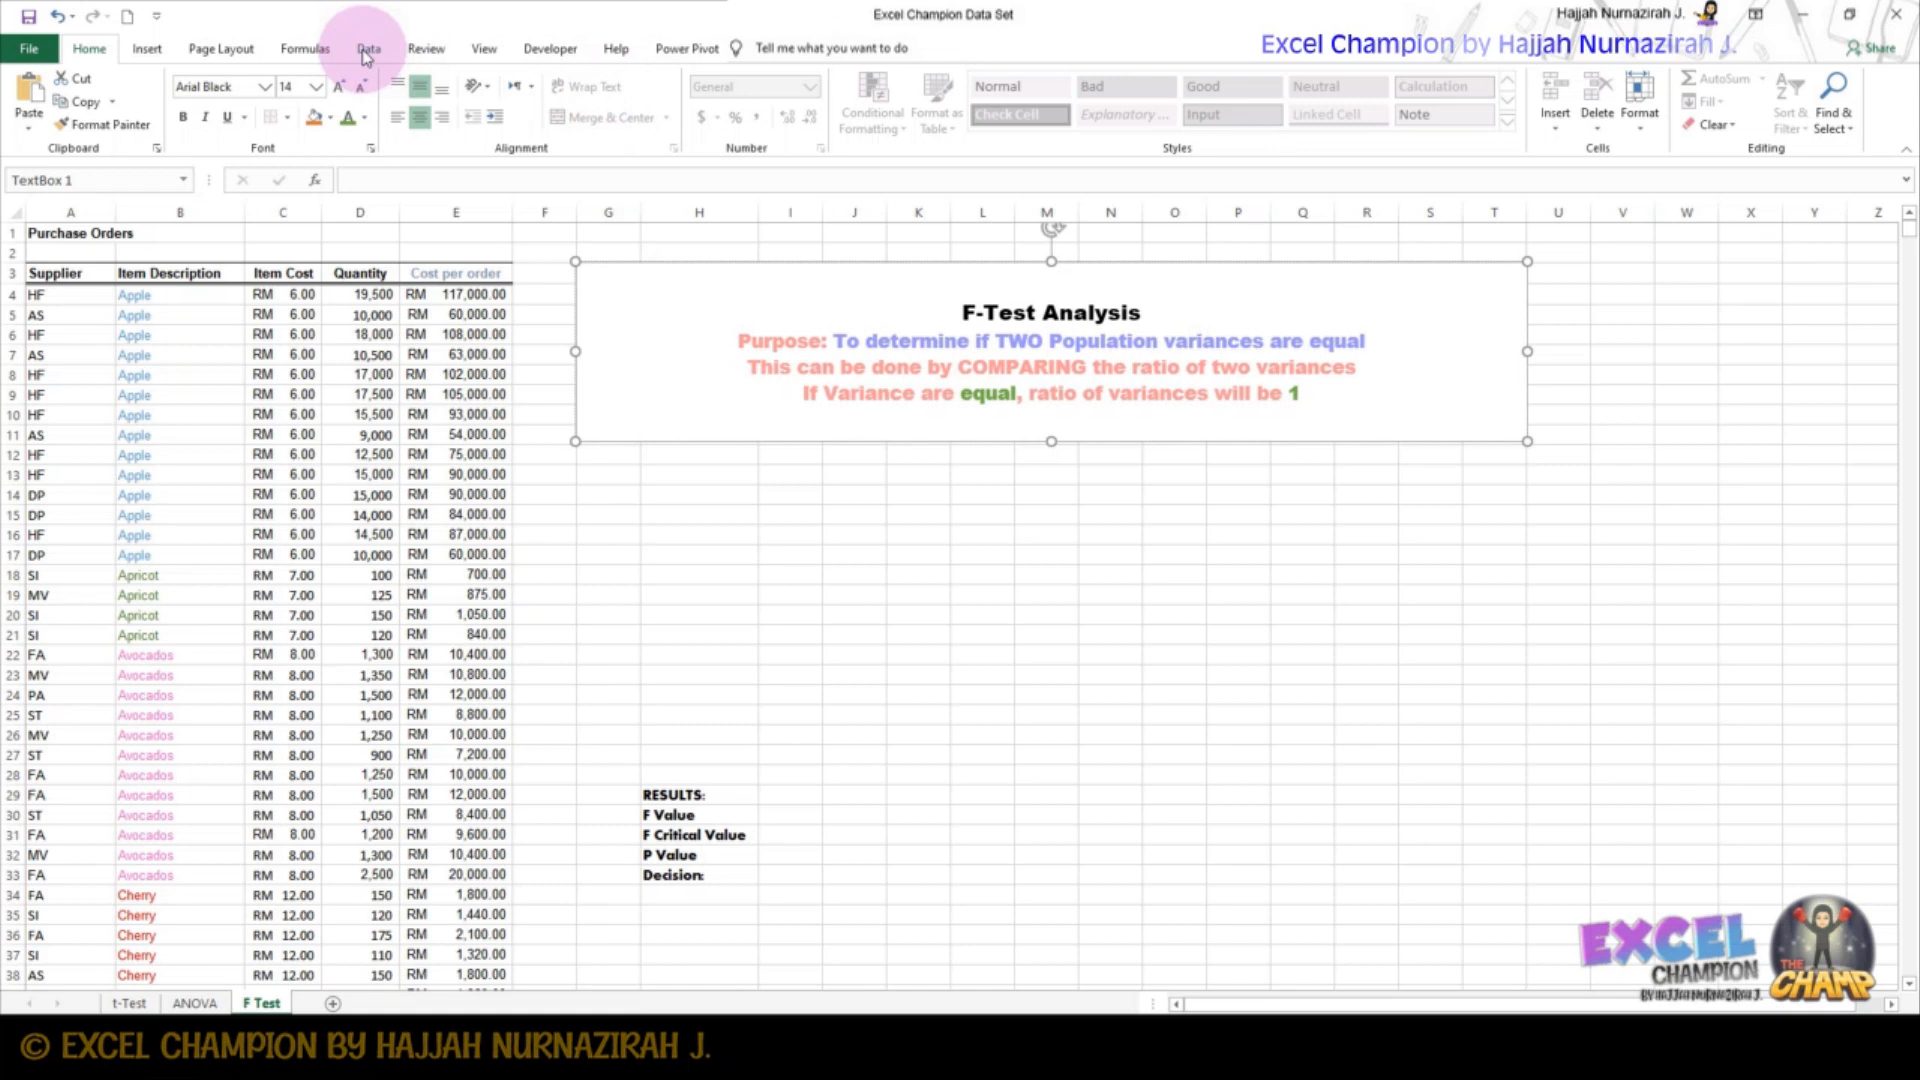 Excel Champion Data Set
Hajjah Nurnazirah J.
Excel Champion by Hajjah Nurnazirah J.
File Home Insert Page Layout Formulas Data Review View Developer Help Power Pivot Tell me what you want to do Share
Paste Cut Copy Format Painter Clipboard
Arial Black 14 B I U Font
Wrap Text Merge & Center Alignment
General $ % , Number
Conditional Formatting Format as Table
Normal Bad Good Neutral Calculation
Check Cell Explanatory ... Input Linked Cell Note
Styles
Insert Delete Format Cells
AutoSum Fill Clear Sort & Filter Find & Select Editing
TextBox 1 fx
A B C D E F G H I J K L M N O P Q R S T U V W X Y Z
1 Purchase Orders
2
3 Supplier Item Description Item Cost Quantity Cost per order
4 HF Apple RM 6.00 19,500 RM 117,000.00
5 AS Apple RM 6.00 10,000 RM 60,000.00
6 HF Apple RM 6.00 18,000 RM 108,000.00
7 AS Apple RM 6.00 10,500 RM 63,000.00
8 HF Apple RM 6.00 17,000 RM 102,000.00
9 HF Apple RM 6.00 17,500 RM 105,000.00
10 HF Apple RM 6.00 15,500 RM 93,000.00
11 AS Apple RM 6.00 9,000 RM 54,000.00
12 HF Apple RM 6.00 12,500 RM 75,000.00
13 HF Apple RM 6.00 15,000 RM 90,000.00
14 DP Apple RM 6.00 15,000 RM 90,000.00
15 DP Apple RM 6.00 14,000 RM 84,000.00
16 HF Apple RM 6.00 14,500 RM 87,000.00
17 DP Apple RM 6.00 10,000 RM 60,000.00
18 SI Apricot RM 7.00 100 RM 700.00
19 MV Apricot RM 7.00 125 RM 875.00
20 SI Apricot RM 7.00 150 RM 1,050.00
21 SI Apricot RM 7.00 120 RM 840.00
22 FA Avocados RM 8.00 1,300 RM 10,400.00
23 MV Avocados RM 8.00 1,350 RM 10,800.00
24 PA Avocados RM 8.00 1,500 RM 12,000.00
25 ST Avocados RM 8.00 1,100 RM 8,800.00
26 MV Avocados RM 8.00 1,250 RM 10,000.00
27 ST Avocados RM 8.00 900 RM 7,200.00
28 FA Avocados RM 8.00 1,250 RM 10,000.00
29 FA Avocados RM 8.00 1,500 RM 12,000.00
30 ST Avocados RM 8.00 1,050 RM 8,400.00
31 FA Avocados RM 8.00 1,200 RM 9,600.00
32 MV Avocados RM 8.00 1,300 RM 10,400.00
33 FA Avocados RM 8.00 2,500 RM 20,000.00
34 FA Cherry RM 12.00 150 RM 1,800.00
35 SI Cherry RM 12.00 120 RM 1,440.00
36 FA Cherry RM 12.00 175 RM 2,100.00
37 SI Cherry RM 12.00 110 RM 1,320.00
38 AS Cherry RM 12.00 150 RM 1,800.00
F-Test Analysis
Purpose: To determine if TWO Population variances are equal
This can be done by COMPARING the ratio of two variances
If Variance are equal, ratio of variances will be 1
RESULTS:
F Value
F Critical Value
P Value
Decision:
EXCEL
CHAMPION
BY HAJJAH NURNAZIRAH J.
THE
CHAMP
t-Test ANOVA F Test
© EXCEL CHAMPION BY HAJJAH NURNAZIRAH J.